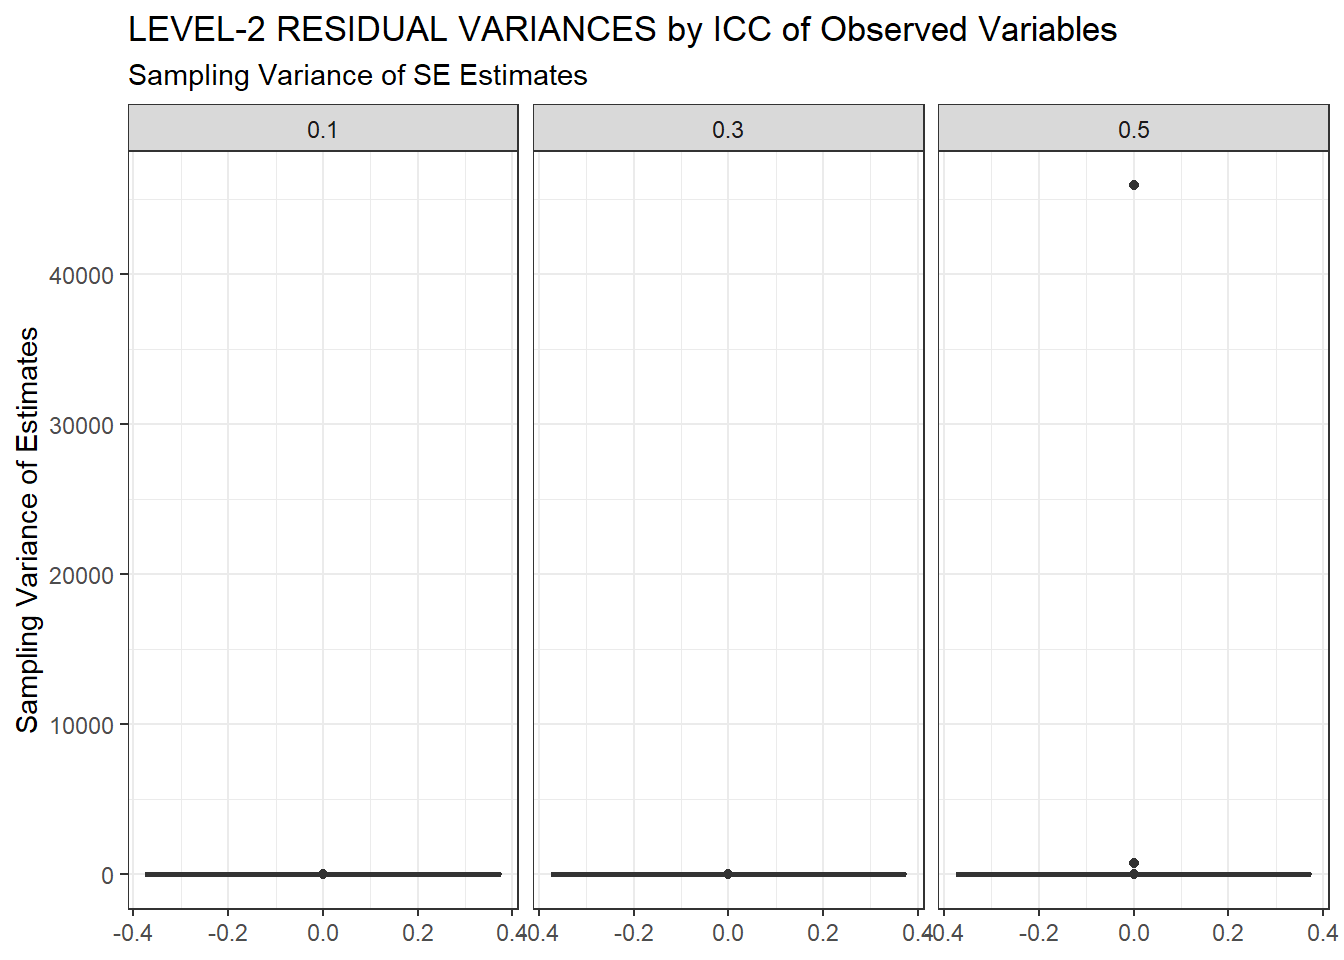 LEVEL-2 RESIDUAL VARIANCES by ICC of Observed Variables
Sampling Variance of SE Estimates
0.1 0.3 0.5
Sampling Variance of Estimates
40000
30000
20000
10000
0
-0.4 -0.2 0.0 0.2 0.4 -0.4 -0.2 0.0 0.2 0.4 -0.4 -0.2 0.0 0.2 0.4